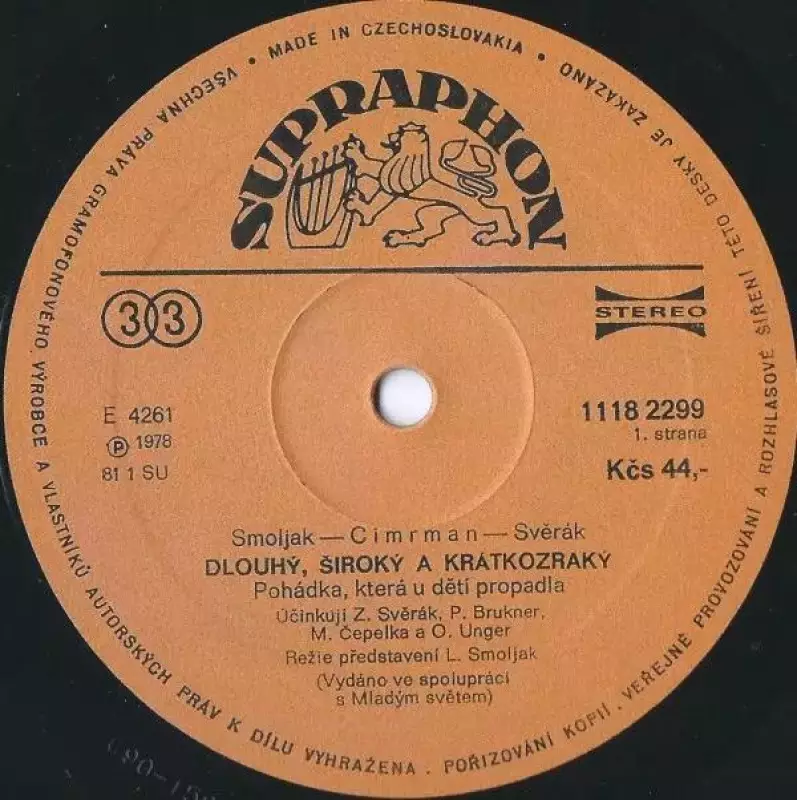 • MADE IN CZECHOSLOVAKIA •
VŠECHNA PRÁVA GRAMOFONOVÉHO VÝROBCE A VLASTNÍKŮ AUTORSKÝCH PRÁV K DÍLU VYHRAŽENA . POŘIZOVÁNÍ KOPIÍ . VEŘEJNÉ PROVOZOVÁNÍ A ROZHLASOVÉ ŠÍŘENÍ TÉTO DESKY JE ZAKÁZÁNO
SUPRAPHON
33
STEREO
E 4261
Ⓟ 1978
81 1 SU
1118 2299
1. strana
Kčs 44,-
Smoljak — Cimrman — Svěrák
DLOUHÝ, ŠIROKÝ A KRÁTKOZRAKÝ
Pohádka, která u dětí propadla
Účinkují Z. Svěrák, P. Brukner,
M. Čepelka a O. Unger
Režie představení L. Smoljak
(Vydáno ve spolupráci
s Mladým světem)